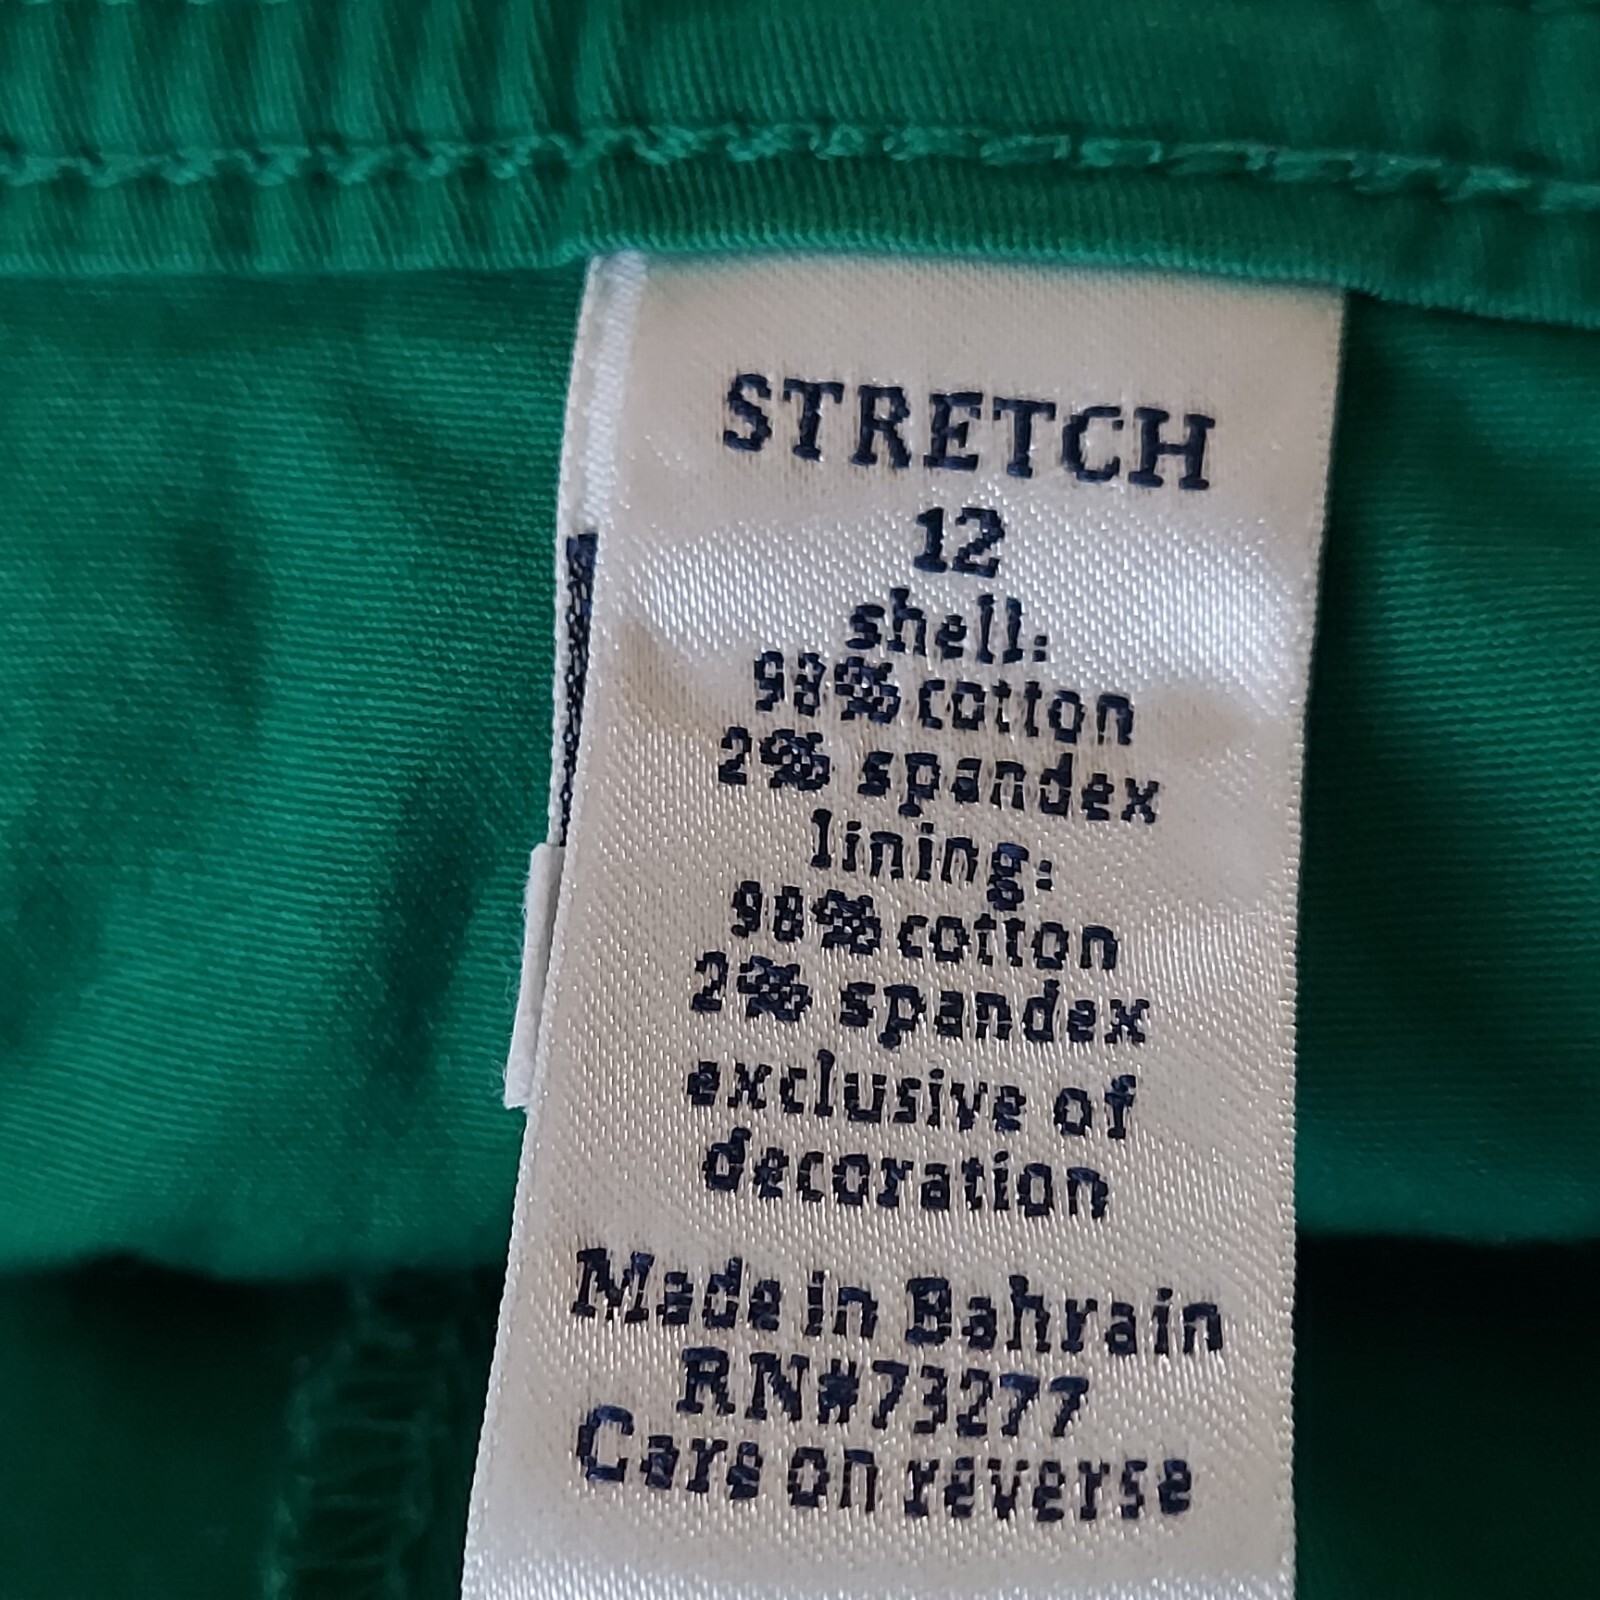 STRETCH
12
shell:
98% cotton
2% spandex
lining:
98% cotton
2% spandex
exclusive of
decoration
Made in Bahrain
RN#73277
Care on reverse